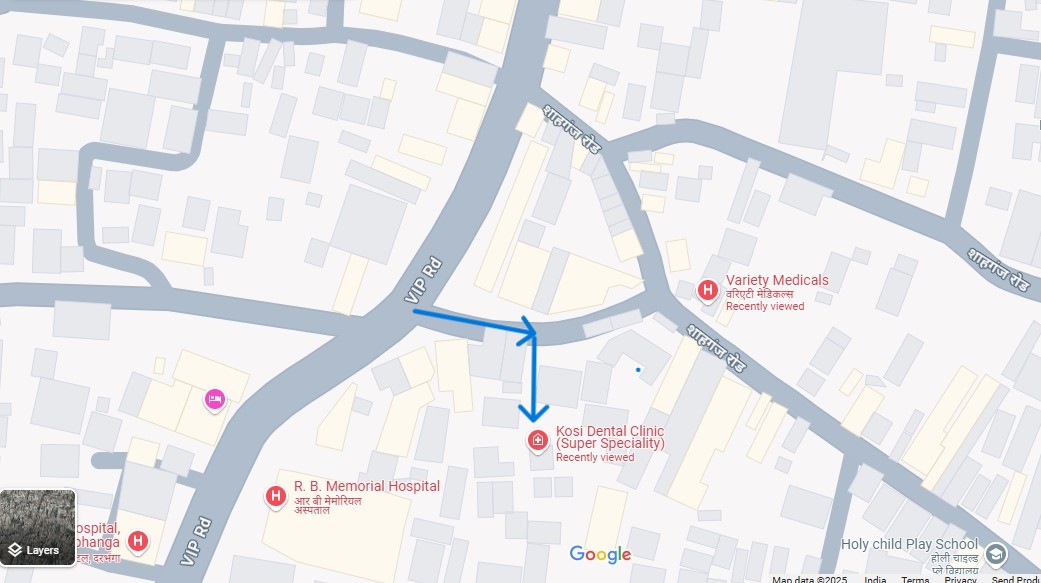 शाहगंज रोड
VIP Rd
शाहगंज रोड
Variety Medicals
वरिएटी मेडिकल्स
Recently viewed
शाहगंज रोड
Kosi Dental Clinic
(Super Speciality)
Recently viewed
R. B. Memorial Hospital
आर बी मेमोरियल
अस्पताल
Layers
VIP Rd
Google
Holy child Play School
होली चाइल्ड
प्ले विद्यालय
Map data ©2025 India Terms Privacy